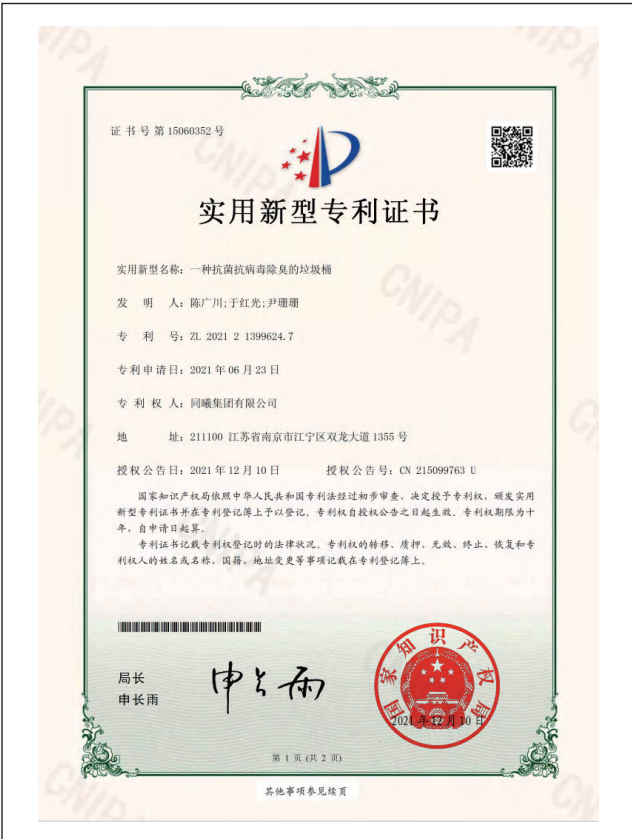 证书号第15060352号
实用新型专利证书
实用新型名称：一种抗菌抗病毒除臭的垃圾桶
发 明 人：陈广川;于红光;尹珊珊
专 利 号：ZL 2021 2 1399624.7
专利申请日：2021年06月23日
专 利 权 人：同曦集团有限公司
地 址：211100 江苏省南京市江宁区双龙大道1355号
授权公告日：2021年12月10日 授权公告号：CN 215099763 U
国家知识产权局依照中华人民共和国专利法经过初步审查，决定授予专利权，颁发实用
新型专利证书并在专利登记簿上予以登记。专利权自授权公告之日起生效。专利权期限为十
年，自申请日起算。
专利证书记载专利权登记时的法律状况。专利权的转移、质押、无效、终止、恢复和专
利权人的姓名或名称、国籍、地址变更等事项记载在专利登记簿上。
局长
申长雨
申长雨
国家知识产权局
2021年12月10日
第 1 页 (共 2 页)
其他事项参见续页
CNIPA
CNIPA
CNIPA
CNIPA
CNIPA
CNIPA